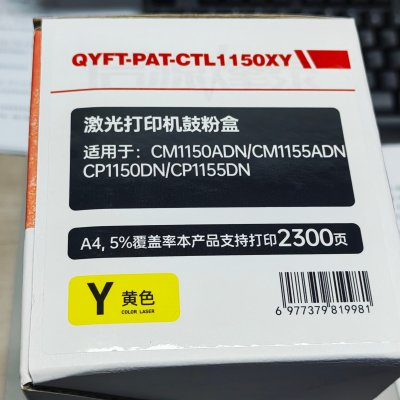 QYFT-PAT-CTL1150XY
激光打印机鼓粉盒
适用于：CM1150ADN/CM1155ADN
CP1150DN/CP1155DN
A4, 5%覆盖率本产品支持打印2300页
Y 黄色
COLOR LASER
6 977379 819981